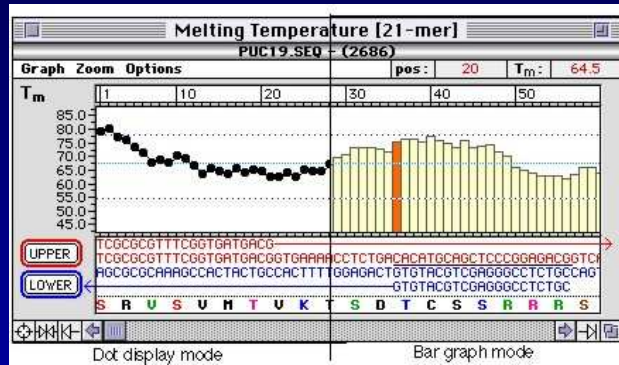 Melting Temperature [21-mer]
PUC19.SEQ - (2686)
Graph Zoom Options pos: 20 Tm: 64.5
Tm 1 10 20 30 40 50
85.0
80.0
75.0
70.0
65.0
60.0
55.0
50.0
45.0
TCGCGCGTTTCGGTGATGACG
UPPER
TCGCGCGTTTCGGTGATGACGGTGAAAACCTCTGACACATGCAGCTCCCGGAGACGGTCA
AGCGCGCAAAGCCACTACTGCCACTTTTGGAGACTGTGTACGTCGAGGGCCTCTGCCAGT
LOWER
GTGTACGTCGAGGGCCTCTGC
S R V S V M T V K T S D T C S S R R R S
Dot display mode Bar graph mode